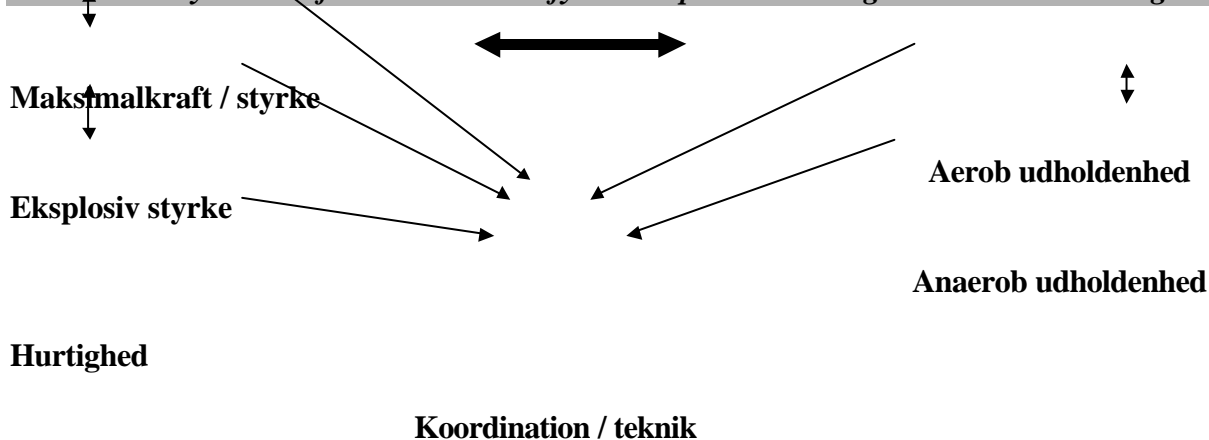 Maksimalkraft / styrke
Aerob udholdenhed
Eksplosiv styrke
Anaerob udholdenhed
Hurtighed
Koordination / teknik